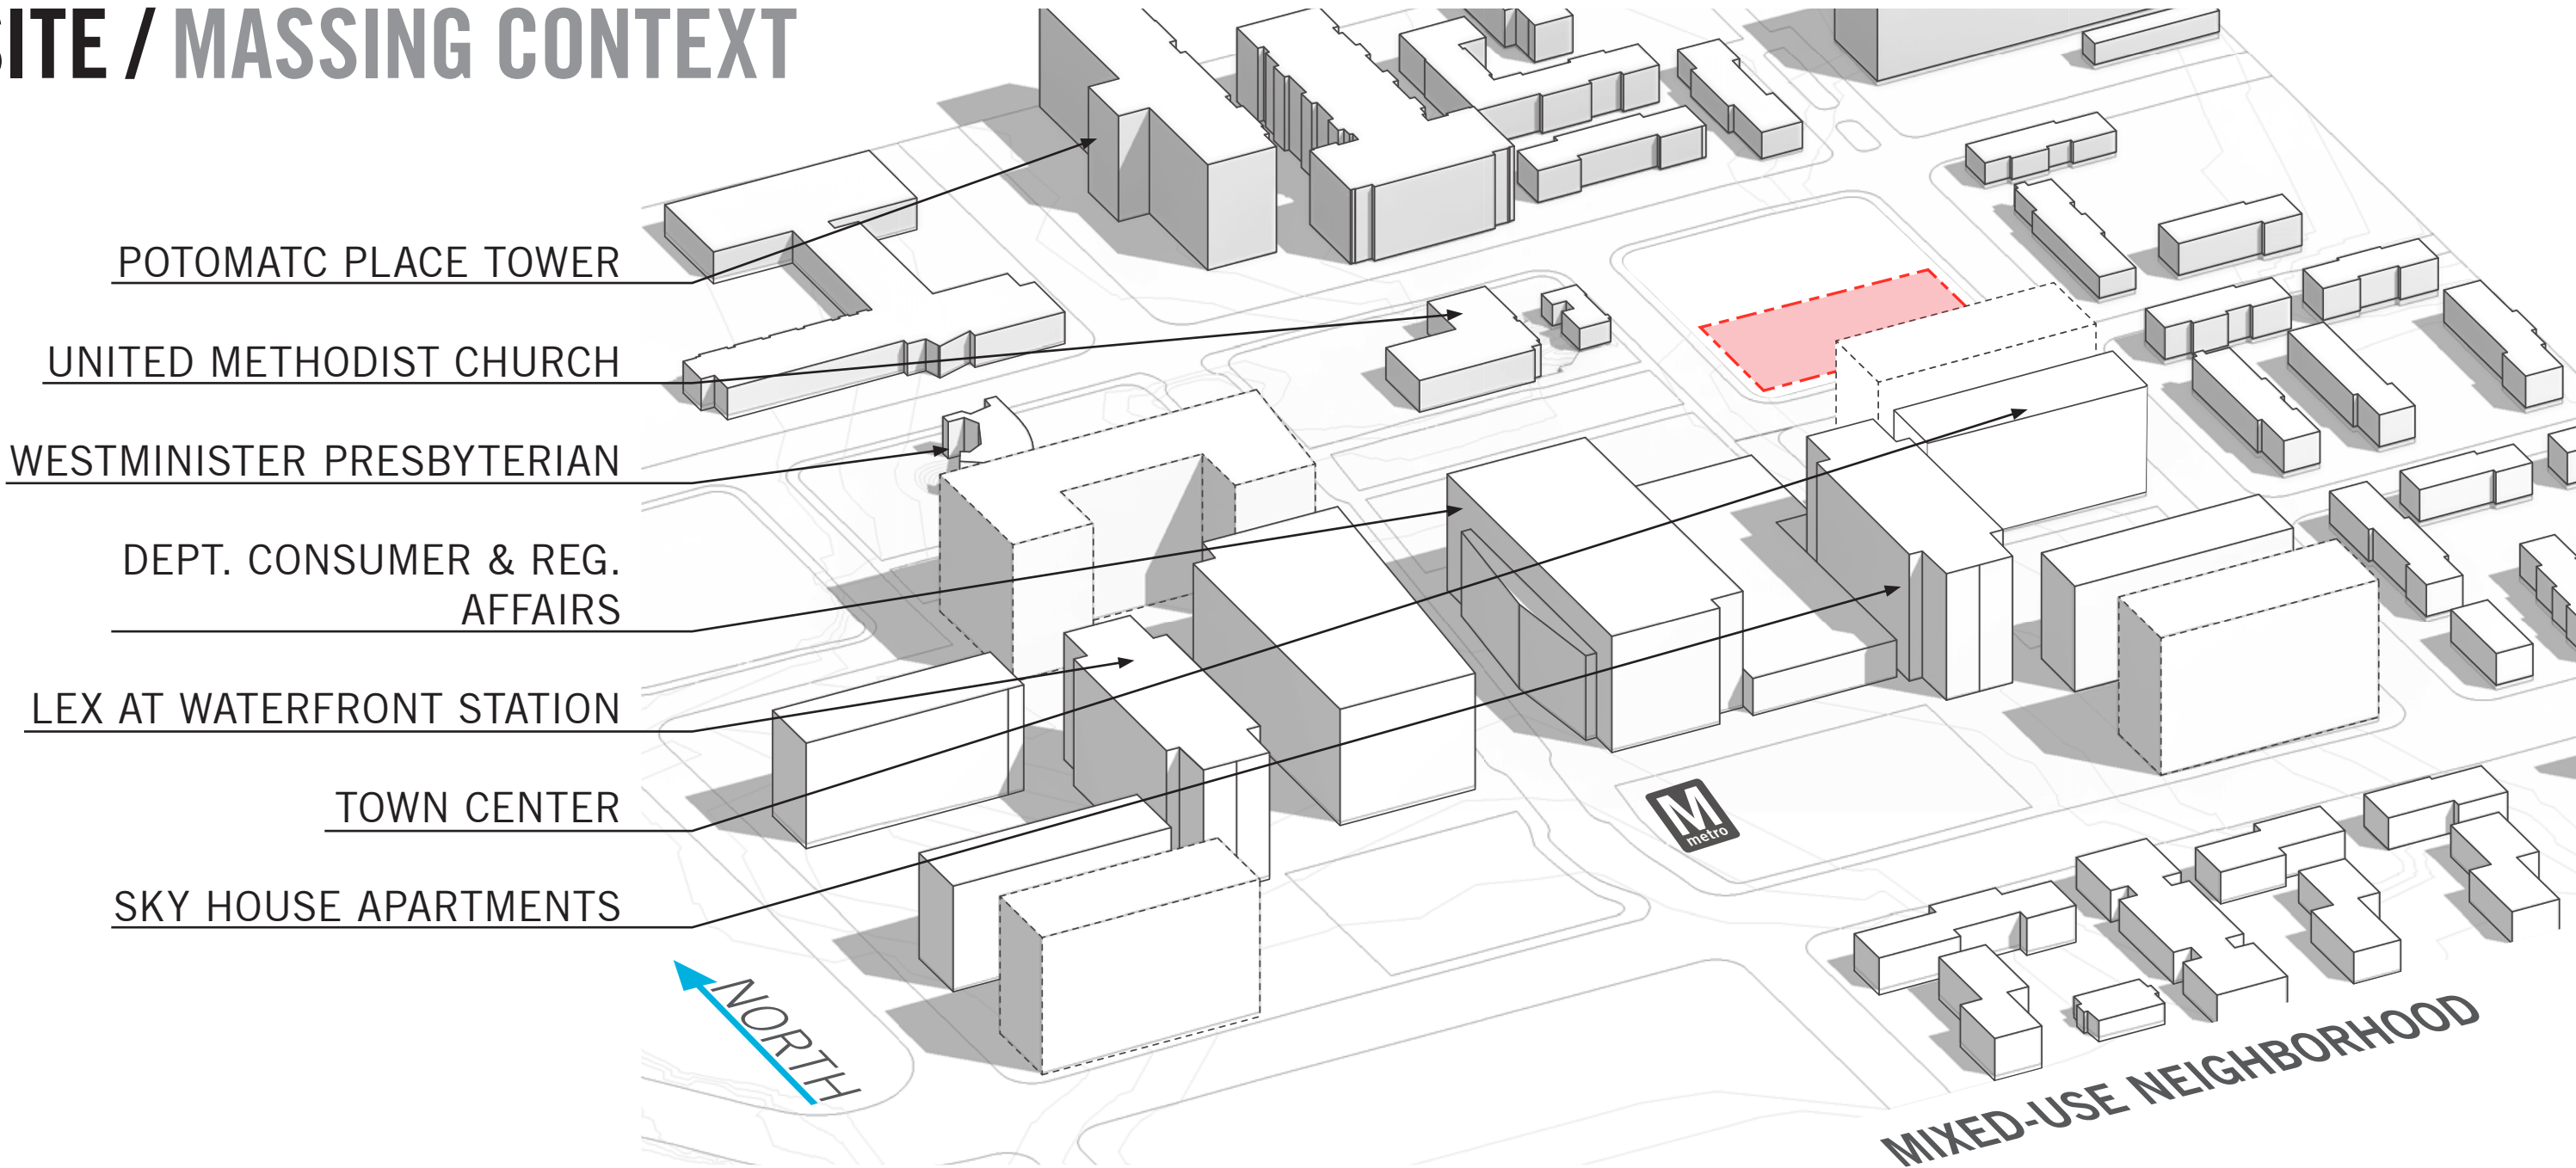 SITE / MASSING CONTEXT
POTOMATC PLACE TOWER
UNITED METHODIST CHURCH
WESTMINISTER PRESBYTERIAN
DEPT. CONSUMER & REG.
AFFAIRS
LEX AT WATERFRONT STATION
TOWN CENTER
SKY HOUSE APARTMENTS
NORTH
M
metro
MIXED-USE NEIGHBORHOOD